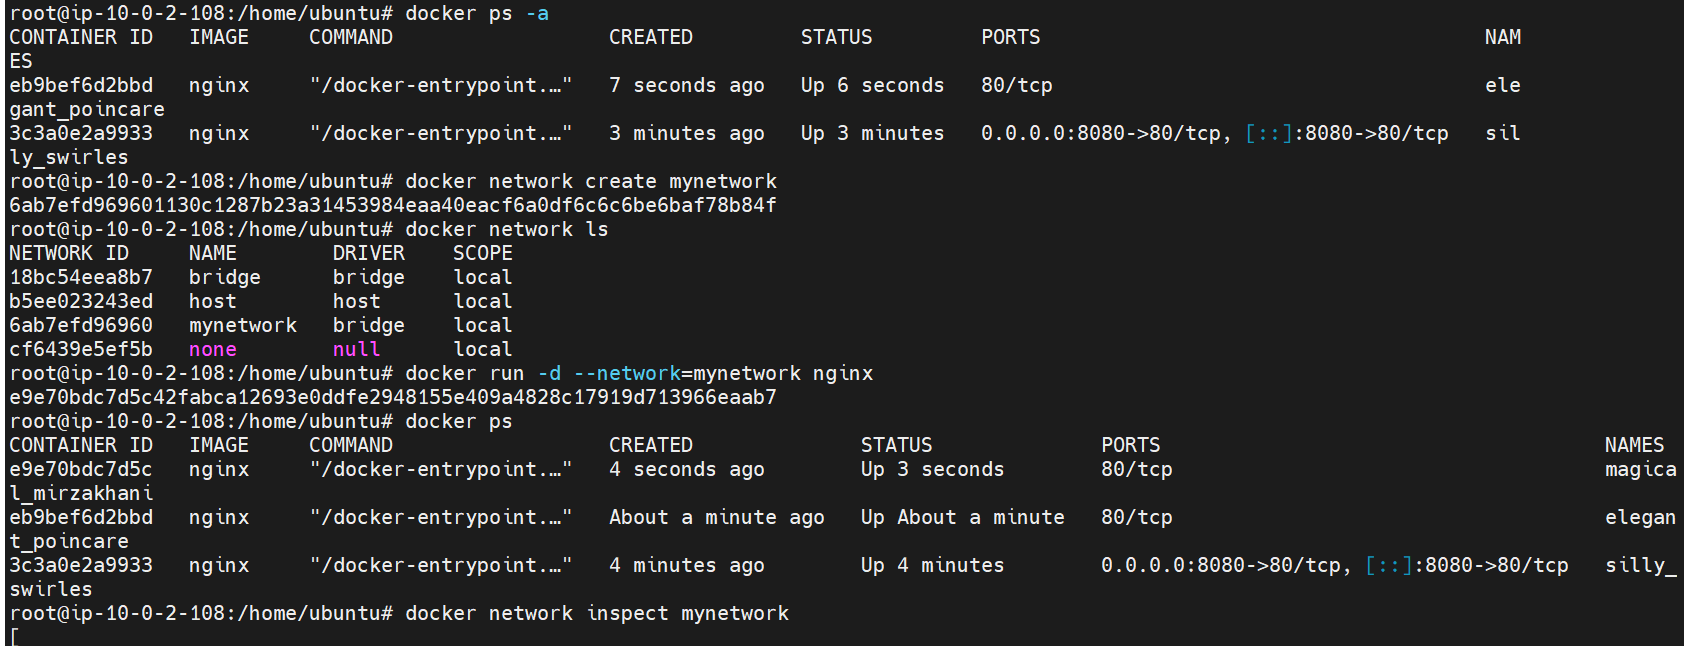 root@ip-10-0-2-108:/home/ubuntu# docker ps -a
CONTAINER ID   IMAGE     COMMAND                  CREATED         STATUS         PORTS                                     NAM
ES
eb9bef6d2bbd   nginx     "/docker-entrypoint.…"   7 seconds ago   Up 6 seconds   80/tcp                                    ele
gant_poincare
3c3a0e2a9933   nginx     "/docker-entrypoint.…"   3 minutes ago   Up 3 minutes   0.0.0.0:8080->80/tcp, [::]:8080->80/tcp   sil
ly_swirles
root@ip-10-0-2-108:/home/ubuntu# docker network create mynetwork
6ab7efd969601130c1287b23a31453984eaa40eacf6a0df6c6c6be6baf78b84f
root@ip-10-0-2-108:/home/ubuntu# docker network ls
NETWORK ID     NAME        DRIVER    SCOPE
18bc54eea8b7   bridge      bridge    local
b5ee023243ed   host        host      local
6ab7efd96960   mynetwork   bridge    local
cf6439e5ef5b   none        null      local
root@ip-10-0-2-108:/home/ubuntu# docker run -d --network=mynetwork nginx
e9e70bdc7d5c42fabca12693e0ddfe2948155e409a4828c17919d713966eaab7
root@ip-10-0-2-108:/home/ubuntu# docker ps
CONTAINER ID   IMAGE     COMMAND                  CREATED              STATUS              PORTS                                     NAMES
e9e70bdc7d5c   nginx     "/docker-entrypoint.…"   4 seconds ago        Up 3 seconds        80/tcp                                    magica
l_mirzakhani
eb9bef6d2bbd   nginx     "/docker-entrypoint.…"   About a minute ago   Up About a minute   80/tcp                                    elegan
t_poincare
3c3a0e2a9933   nginx     "/docker-entrypoint.…"   4 minutes ago        Up 4 minutes        0.0.0.0:8080->80/tcp, [::]:8080->80/tcp   silly_
swirles
root@ip-10-0-2-108:/home/ubuntu# docker network inspect mynetwork
[